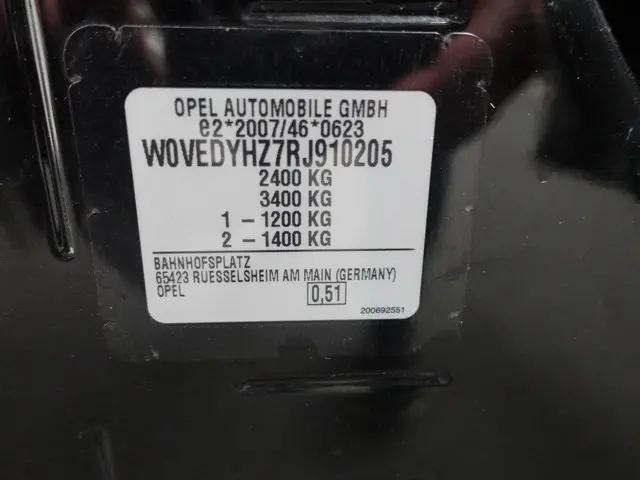 OPEL AUTOMOBILE GMBH
e2*2007/46*0623
W0VEDYHZ7RJ910205
2400 KG
3400 KG
1 – 1200 KG
2 – 1400 KG
BAHNHOFSPLATZ
65423 RUESSELSHEIM AM MAIN (GERMANY)
OPEL 0,51
200692551